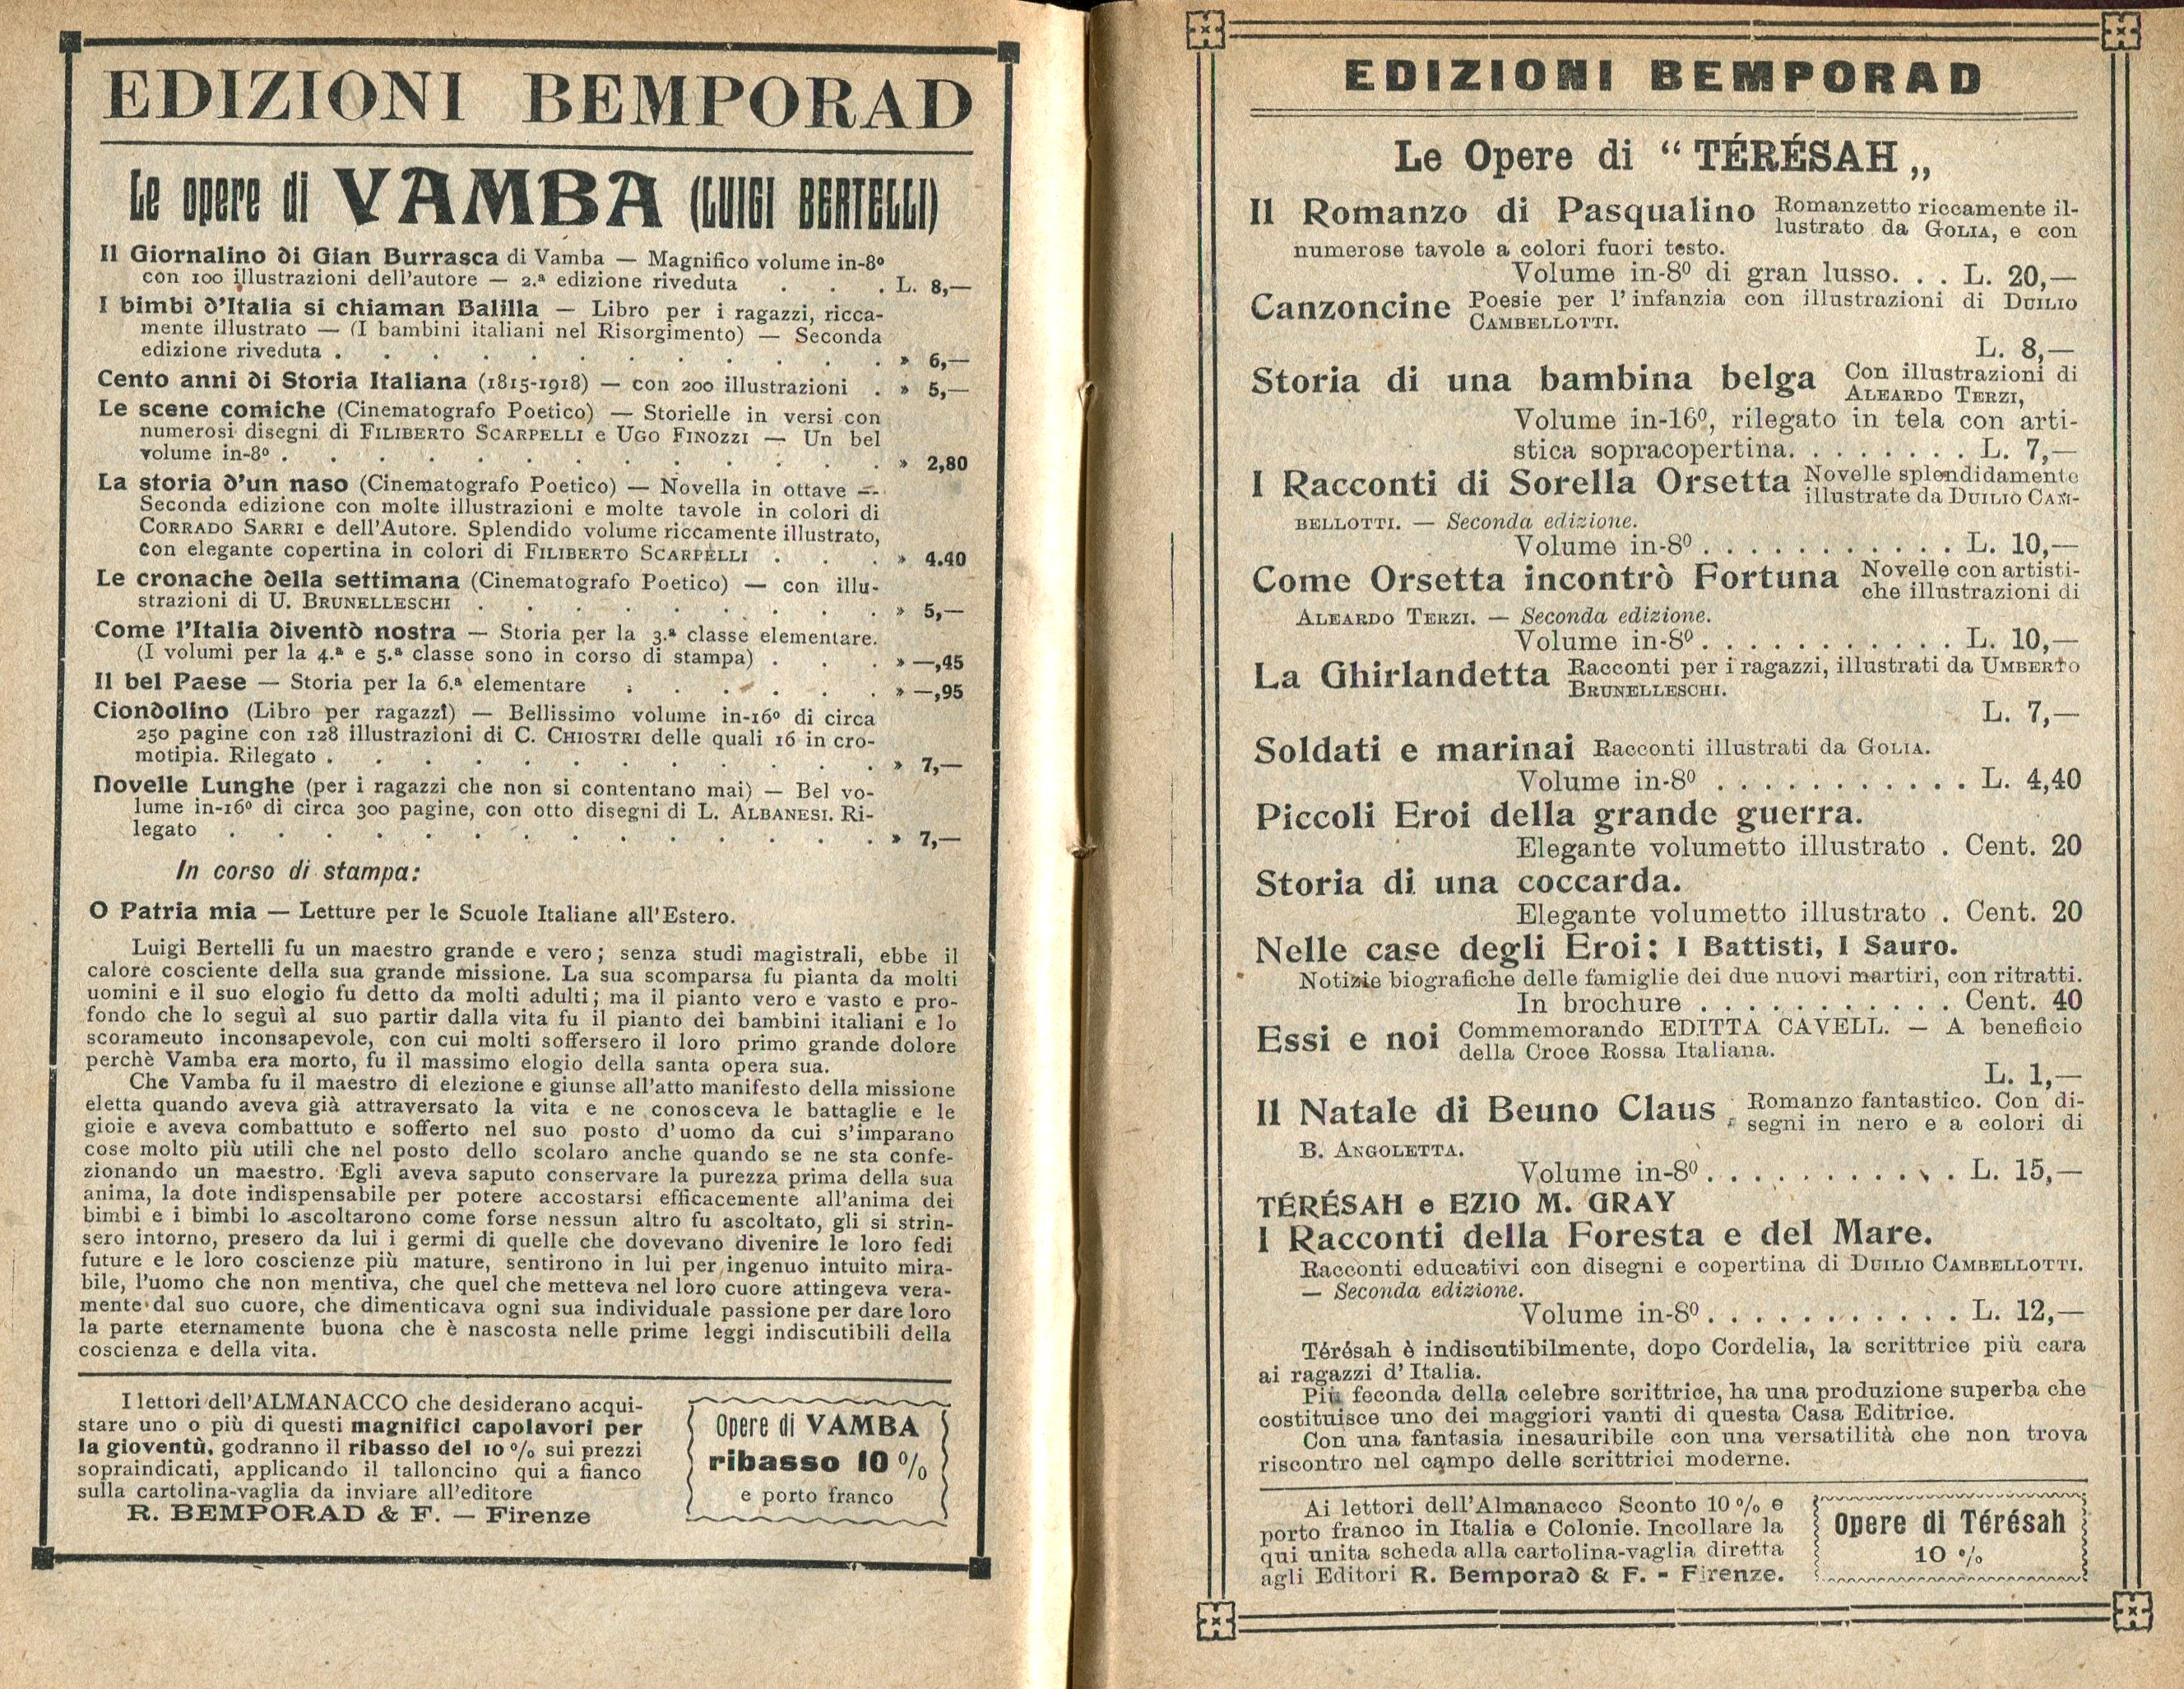 EDIZIONI BEMPORAD
Le opere di VAMBA (LUIGI BERTELLI)
Il Giornalino di Gian Burrasca di Vamba — Magnifico volume in-8º
con 100 illustrazioni dell'autore — 2.ª edizione riveduta . . . L. 8,—
I bimbi d'Italia si chiaman Balilla — Libro per i ragazzi, ricca-
mente illustrato — (I bambini italiani nel Risorgimento) — Seconda
edizione riveduta . . . . . . . . . . . . » 6,—
Cento anni di Storia Italiana (1815-1918) — con 200 illustrazioni . » 5,—
Le scene comiche (Cinematografo Poetico) — Storielle in versi con
numerosi disegni di FILIBERTO SCARPELLI e UGO FINOZZI — Un bel
volume in-8º . . . . . . . . . . . . . » 2,80
La storia d'un naso (Cinematografo Poetico) — Novella in ottave —
Seconda edizione con molte illustrazioni e molte tavole in colori di
CORRADO SARRI e dell'Autore. Splendido volume riccamente illustrato,
con elegante copertina in colori di FILIBERTO SCARPELLI . . . » 4.40
Le cronache della settimana (Cinematografo Poetico) — con illu-
strazioni di U. BRUNELLESCHI . . . . . . . . . » 5,—
Come l'Italia diventò nostra — Storia per la 3.ª classe elementare.
(I volumi per la 4.ª e 5.ª classe sono in corso di stampa) . . . » —,45
Il bel Paese — Storia per la 6.ª elementare . . . . . . » —,95
Ciondolino (Libro per ragazzi) — Bellissimo volume in-16º di circa
250 pagine con 128 illustrazioni di C. CHIOSTRI delle quali 16 in cro-
motipia. Rilegato . . . . . . . . . . . . » 7,—
Novelle Lunghe (per i ragazzi che non si contentano mai) — Bel vo-
lume in-16º di circa 300 pagine, con otto disegni di L. ALBANESI. Ri-
legato . . . . . . . . . . . . . . » 7,—
In corso di stampa:
O Patria mia — Letture per le Scuole Italiane all'Estero.
Luigi Bertelli fu un maestro grande e vero; senza studi magistrali, ebbe il
calore cosciente della sua grande missione. La sua scomparsa fu pianta da molti
uomini e il suo elogio fu detto da molti adulti; ma il pianto vero e vasto e pro-
fondo che lo seguì al suo partir dalla vita fu il pianto dei bambini italiani e lo
scorameuto inconsapevole, con cui molti soffersero il loro primo grande dolore
perchè Vamba era morto, fu il massimo elogio della santa opera sua.
Che Vamba fu il maestro di elezione e giunse all'atto manifesto della missione
eletta quando aveva già attraversato la vita e ne conosceva le battaglie e le
gioie e aveva combattuto e sofferto nel suo posto d'uomo da cui s'imparano
cose molto più utili che nel posto dello scolaro anche quando se ne sta confe-
zionando un maestro. Egli aveva saputo conservare la purezza prima della sua
anima, la dote indispensabile per potere accostarsi efficacemente all'anima dei
bimbi e i bimbi lo ascoltarono come forse nessun altro fu ascoltato, gli si strin-
sero intorno, presero da lui i germi di quelle che dovevano divenire le loro fedi
future e le loro coscienze più mature, sentirono in lui per ingenuo intuito mira-
bile, l'uomo che non mentiva, che quel che metteva nel loro cuore attingeva vera-
mente dal suo cuore, che dimenticava ogni sua individuale passione per dare loro
la parte eternamente buona che è nascosta nelle prime leggi indiscutibili della
coscienza e della vita.
I lettori dell'ALMANACCO che desiderano acqui-
stare uno o più di questi magnifici capolavori per
la gioventù, godranno il ribasso del 10 % sui prezzi
sopraindicati, applicando il talloncino qui a fianco
sulla cartolina-vaglia da inviare all'editore
R. BEMPORAD & F. — Firenze
Opere di VAMBA
ribasso 10 %
e porto franco
EDIZIONI BEMPORAD
Le Opere di “ TÉRÉSAH „
Il Romanzo di Pasqualino Romanzetto riccamente il-
lustrato da GOLIA, e con
numerose tavole a colori fuori testo.
Volume in-8º di gran lusso. . . L. 20,—
Canzoncine Poesie per l'infanzia con illustrazioni di DUILIO
CAMBELLOTTI.
L. 8,—
Storia di una bambina belga Con illustrazioni di
ALEARDO TERZI,
Volume in-16º, rilegato in tela con arti-
stica sopracopertina. . . . . . . . L. 7,—
I Racconti di Sorella Orsetta Novelle splendidamente
illustrate da DUILIO CAM-
BELLOTTI. — Seconda edizione.
Volume in-8º . . . . . . . . . . . L. 10,—
Come Orsetta incontrò Fortuna Novelle con artisti-
che illustrazioni di
ALEARDO TERZI. — Seconda edizione.
Volume in-8º . . . . . . . . . . . L. 10,—
La Ghirlandetta Racconti per i ragazzi, illustrati da UMBERTO
BRUNELLESCHI.
L. 7,—
Soldati e marinai Racconti illustrati da GOLIA.
Volume in-8º . . . . . . . . . . . L. 4,40
Piccoli Eroi della grande guerra.
Elegante volumetto illustrato . Cent. 20
Storia di una coccarda.
Elegante volumetto illustrato . Cent. 20
Nelle case degli Eroi: I Battisti, I Sauro.
Notizie biografiche delle famiglie dei due nuovi martiri, con ritratti.
In brochure . . . . . . . . . . . Cent. 40
Essi e noi Commemorando EDITTA CAVELL. — A beneficio
della Croce Rossa Italiana.
L. 1,—
Il Natale di Beuno Claus Romanzo fantastico. Con di-
segni in nero e a colori di
B. ANGOLETTA.
Volume in-8º . . . . . . . . . . . L. 15,—
TÉRÉSAH e EZIO M. GRAY
I Racconti della Foresta e del Mare.
Racconti educativi con disegni e copertina di DUILIO CAMBELLOTTI.
— Seconda edizione.
Volume in-8º . . . . . . . . . . . L. 12,—
Térésah è indiscutibilmente, dopo Cordelia, la scrittrice più cara
ai ragazzi d'Italia.
Più feconda della celebre scrittrice, ha una produzione superba che
costituisce uno dei maggiori vanti di questa Casa Editrice.
Con una fantasia inesauribile con una versatilità che non trova
riscontro nel campo delle scrittrici moderne.
Ai lettori dell'Almanacco Sconto 10 % e
porto franco in Italia e Colonie. Incollare la
qui unita scheda alla cartolina-vaglia diretta
agli Editori R. Bemporad & F. - Firenze.
Opere di Térésah
10 %